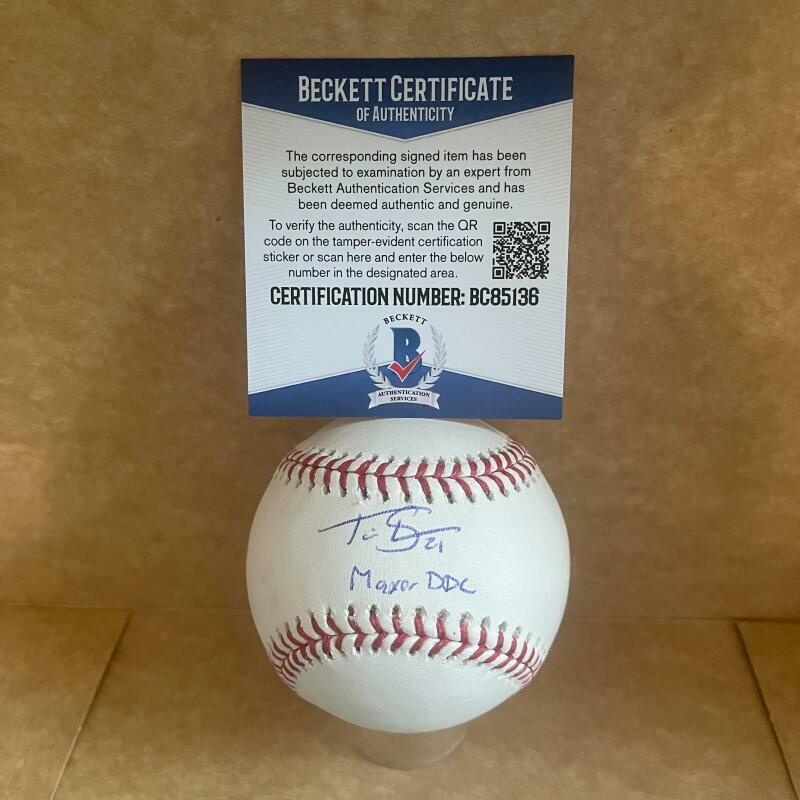 BECKETT CERTIFICATE
OF AUTHENTICITY
The corresponding signed item has been
subjected to examination by an expert from
Beckett Authentication Services and has
been deemed authentic and genuine.
To verify the authenticity, scan the QR
code on the tamper-evident certification
sticker or scan here and enter the below
number in the designated area.
CERTIFICATION NUMBER: BC85136
BECKETT
B
AUTHENTICATION
SERVICES
21
Mayor DDC